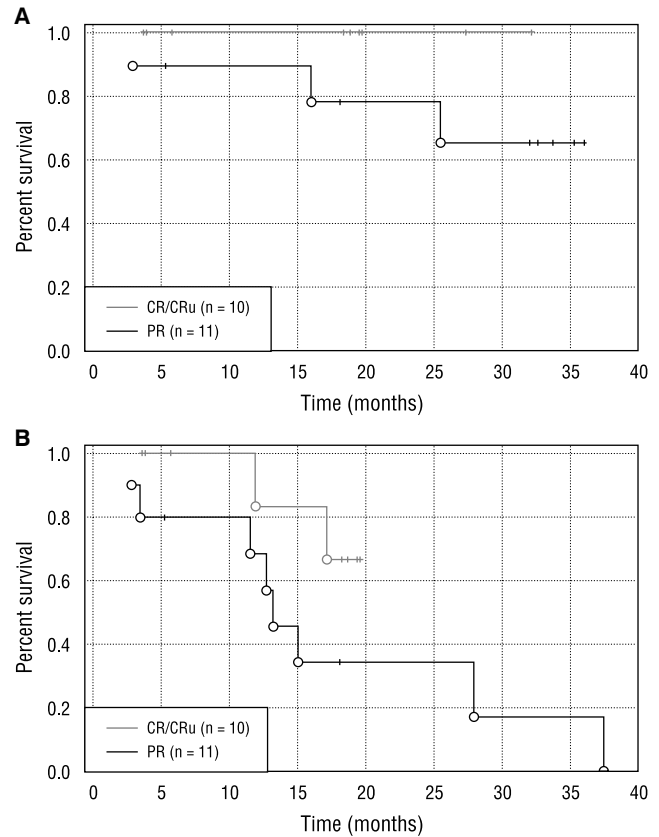 A
Percent survival
1.0
0.8
0.6
0.4
0.2
0.0
CR/CRu (n = 10)
PR (n = 11)
0 5 10 15 20 25 30 35 40
Time (months)
B
Percent survival
1.0
0.8
0.6
0.4
0.2
0.0
CR/CRu (n = 10)
PR (n = 11)
0 5 10 15 20 25 30 35 40
Time (months)